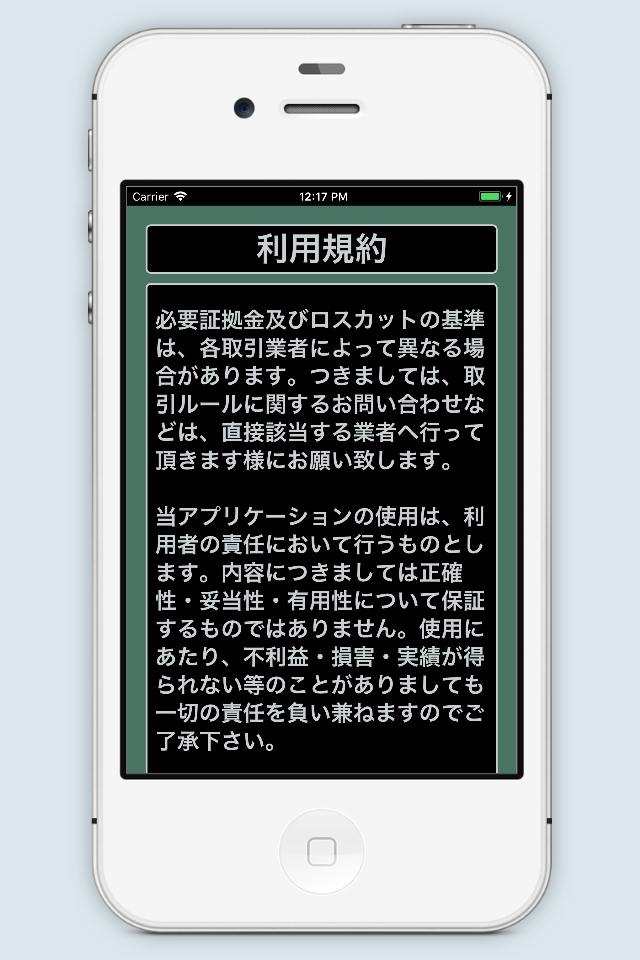 Carrier 12:17 PM
利用規約
必要証拠金及びロスカットの基準
は、各取引業者によって異なる場
合があります。つきましては、取
引ルールに関するお問い合わせな
どは、直接該当する業者へ行って
頂きます様にお願い致します。
当アプリケーションの使用は、利
用者の責任において行うものとし
ます。内容につきましては正確
性・妥当性・有用性について保証
するものではありません。使用に
あたり、不利益・損害・実績が得
られない等のことがありましても
一切の責任を負い兼ねますのでご
了承下さい。